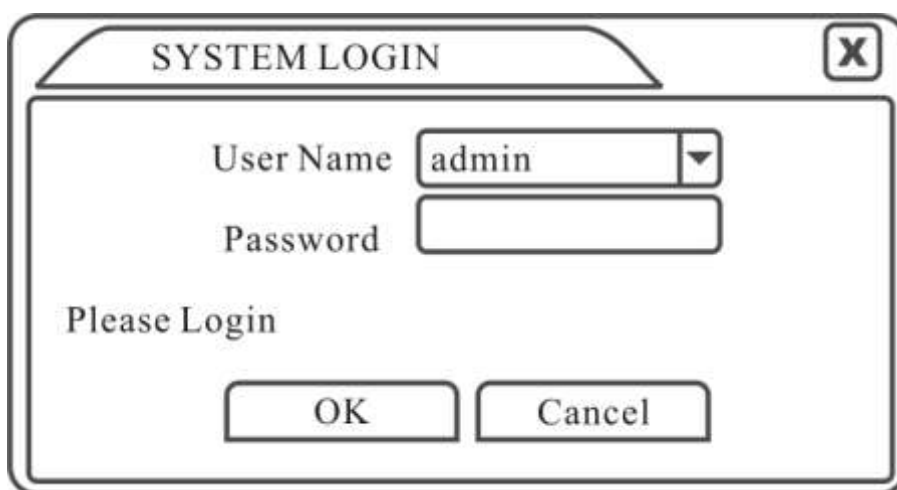 SYSTEM LOGIN
X
User Name admin
Password
Please Login
OK Cancel